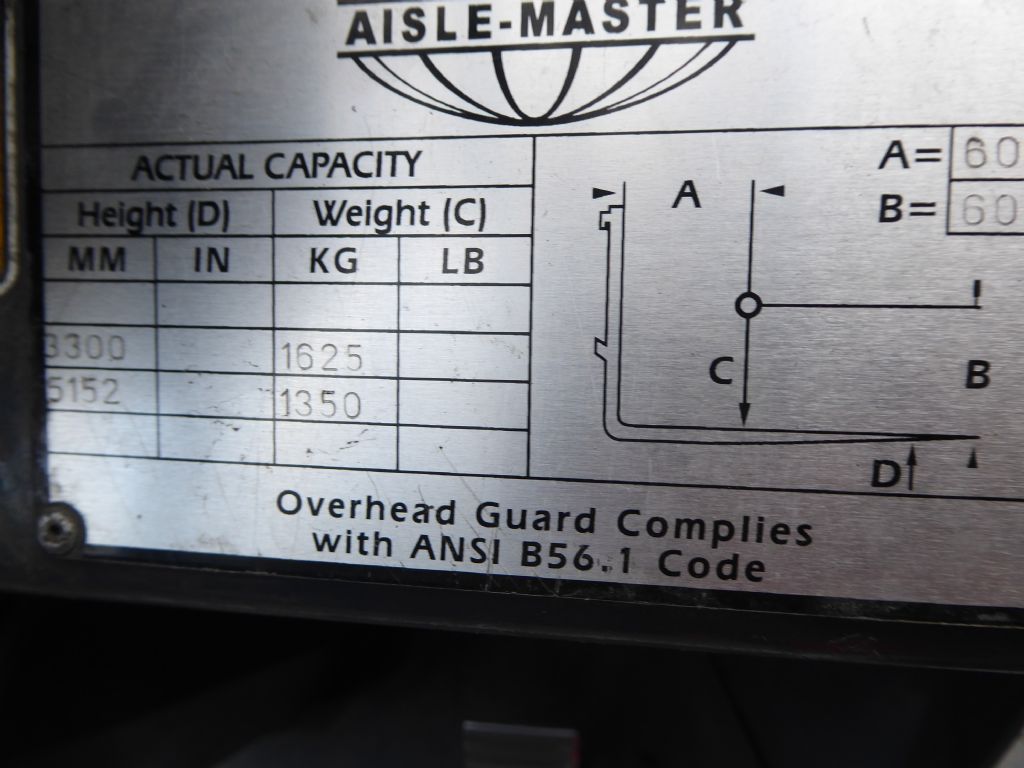 AISLE-MASTER
ACTUAL CAPACITY
Height (D) Weight (C)
MM IN KG LB
3300 1625
5152 1350
A= 60
B= 60
A
C
B
D
Overhead Guard Complies
with ANSI B56.1 Code